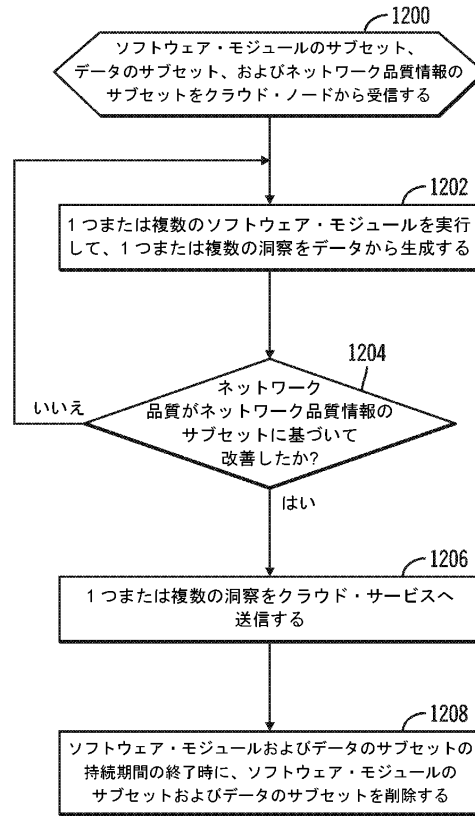 1200
ソフトウェア・モジュールのサブセット、
データのサブセット、およびネットワーク品質情報の
サブセットをクラウド・ノードから受信する
1202
1つまたは複数のソフトウェア・モジュールを実行
して、1つまたは複数の洞察をデータから生成する
1204
ネットワーク
品質がネットワーク品質情報の
サブセットに基づいて
改善したか?
いいえ
はい
1206
1つまたは複数の洞察をクラウド・サービスへ
送信する
1208
ソフトウェア・モジュールおよびデータのサブセットの
持続期間の終了時に、ソフトウェア・モジュールの
サブセットおよびデータのサブセットを削除する